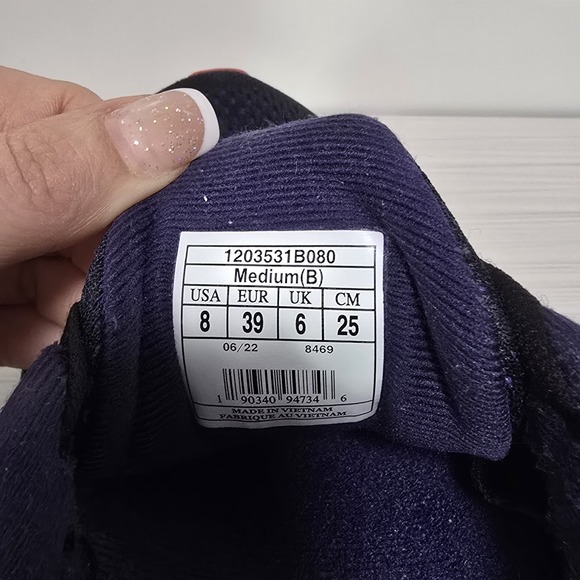 1203531B080
Medium(B)
USA EUR UK CM
8 39 6 25
06/22 8469
1 90340 94734 6
MADE IN VIETNAM
FABRIQUE AU VIETNAM